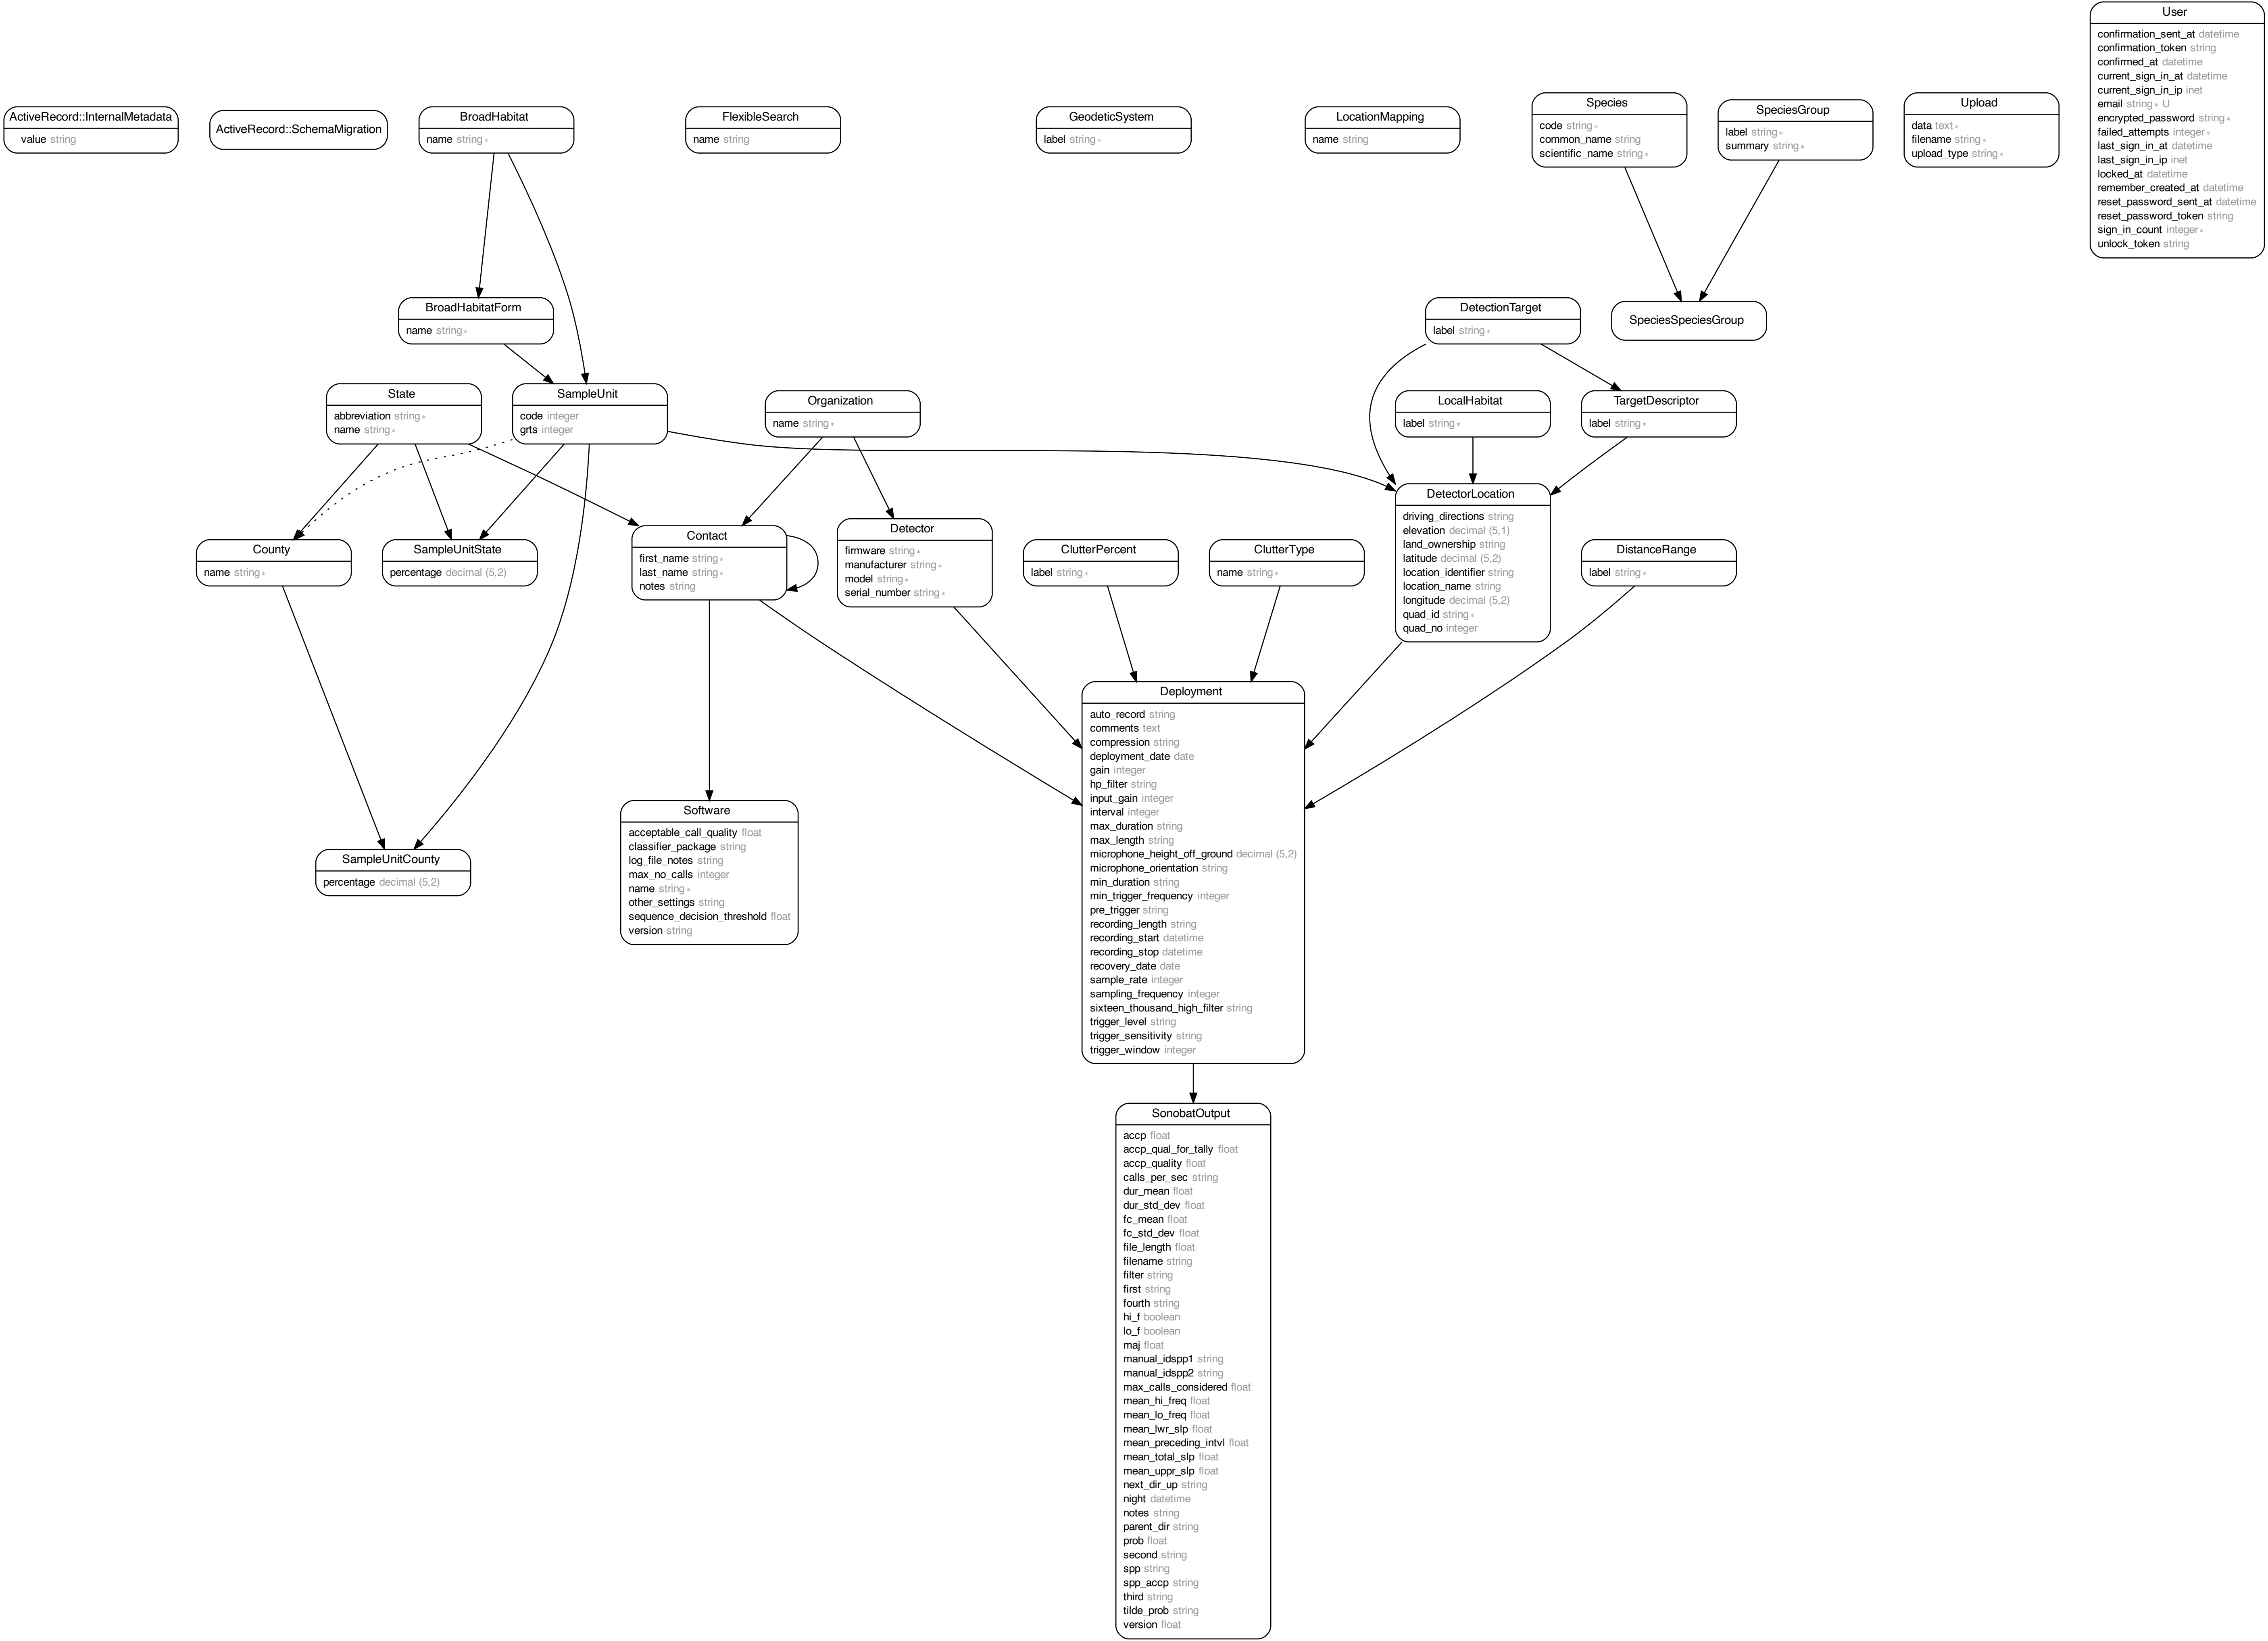 User
confirmation_sent_at datetime
confirmation_token string
confirmed_at datetime
current_sign_in_at datetime
current_sign_in_ip inet
email string* U
encrypted_password string*
failed_attempts integer*
last_sign_in_at datetime
last_sign_in_ip inet
locked_at datetime
remember_created_at datetime
reset_password_sent_at datetime
reset_password_token string
sign_in_count integer*
unlock_token string
ActiveRecord::InternalMetadata
value string
ActiveRecord::SchemaMigration
BroadHabitat
name string*
FlexibleSearch
name string
GeodeticSystem
label string*
LocationMapping
name string
Species
code string*
common_name string
scientific_name string*
SpeciesGroup
label string*
summary string*
Upload
data text*
filename string*
upload_type string*
BroadHabitatForm
name string*
DetectionTarget
label string*
SpeciesSpeciesGroup
State
abbreviation string*
name string*
SampleUnit
code integer
grts integer
Organization
name string*
LocalHabitat
label string*
TargetDescriptor
label string*
County
name string*
SampleUnitState
percentage decimal (5,2)
Contact
first_name string*
last_name string*
notes string
Detector
firmware string*
manufacturer string*
model string*
serial_number string*
ClutterPercent
label string*
ClutterType
name string*
DetectorLocation
driving_directions string
elevation decimal (5,1)
land_ownership string
latitude decimal (5,2)
location_identifier string
location_name string
longitude decimal (5,2)
quad_id string*
quad_no integer
DistanceRange
label string*
Deployment
auto_record string
comments text
compression string
deployment_date date
gain integer
hp_filter string
input_gain integer
interval integer
max_duration string
max_length string
microphone_height_off_ground decimal (5,2)
microphone_orientation string
min_duration string
min_trigger_frequency integer
pre_trigger string
recording_length string
recording_start datetime
recording_stop datetime
recovery_date date
sample_rate integer
sampling_frequency integer
sixteen_thousand_high_filter string
trigger_level string
trigger_sensitivity string
trigger_window integer
Software
acceptable_call_quality float
classifier_package string
log_file_notes string
max_no_calls integer
name string*
other_settings string
sequence_decision_threshold float
version string
SampleUnitCounty
percentage decimal (5,2)
SonobatOutput
accp float
accp_qual_for_tally float
accp_quality float
calls_per_sec string
dur_mean float
dur_std_dev float
fc_mean float
fc_std_dev float
file_length float
filename string
filter string
first string
fourth string
hi_f boolean
lo_f boolean
maj float
manual_idspp1 string
manual_idspp2 string
max_calls_considered float
mean_hi_freq float
mean_lo_freq float
mean_lwr_slp float
mean_preceding_intvl float
mean_total_slp float
mean_uppr_slp float
next_dir_up string
night datetime
notes string
parent_dir string
prob float
second string
spp string
spp_accp string
third string
tilde_prob string
version float